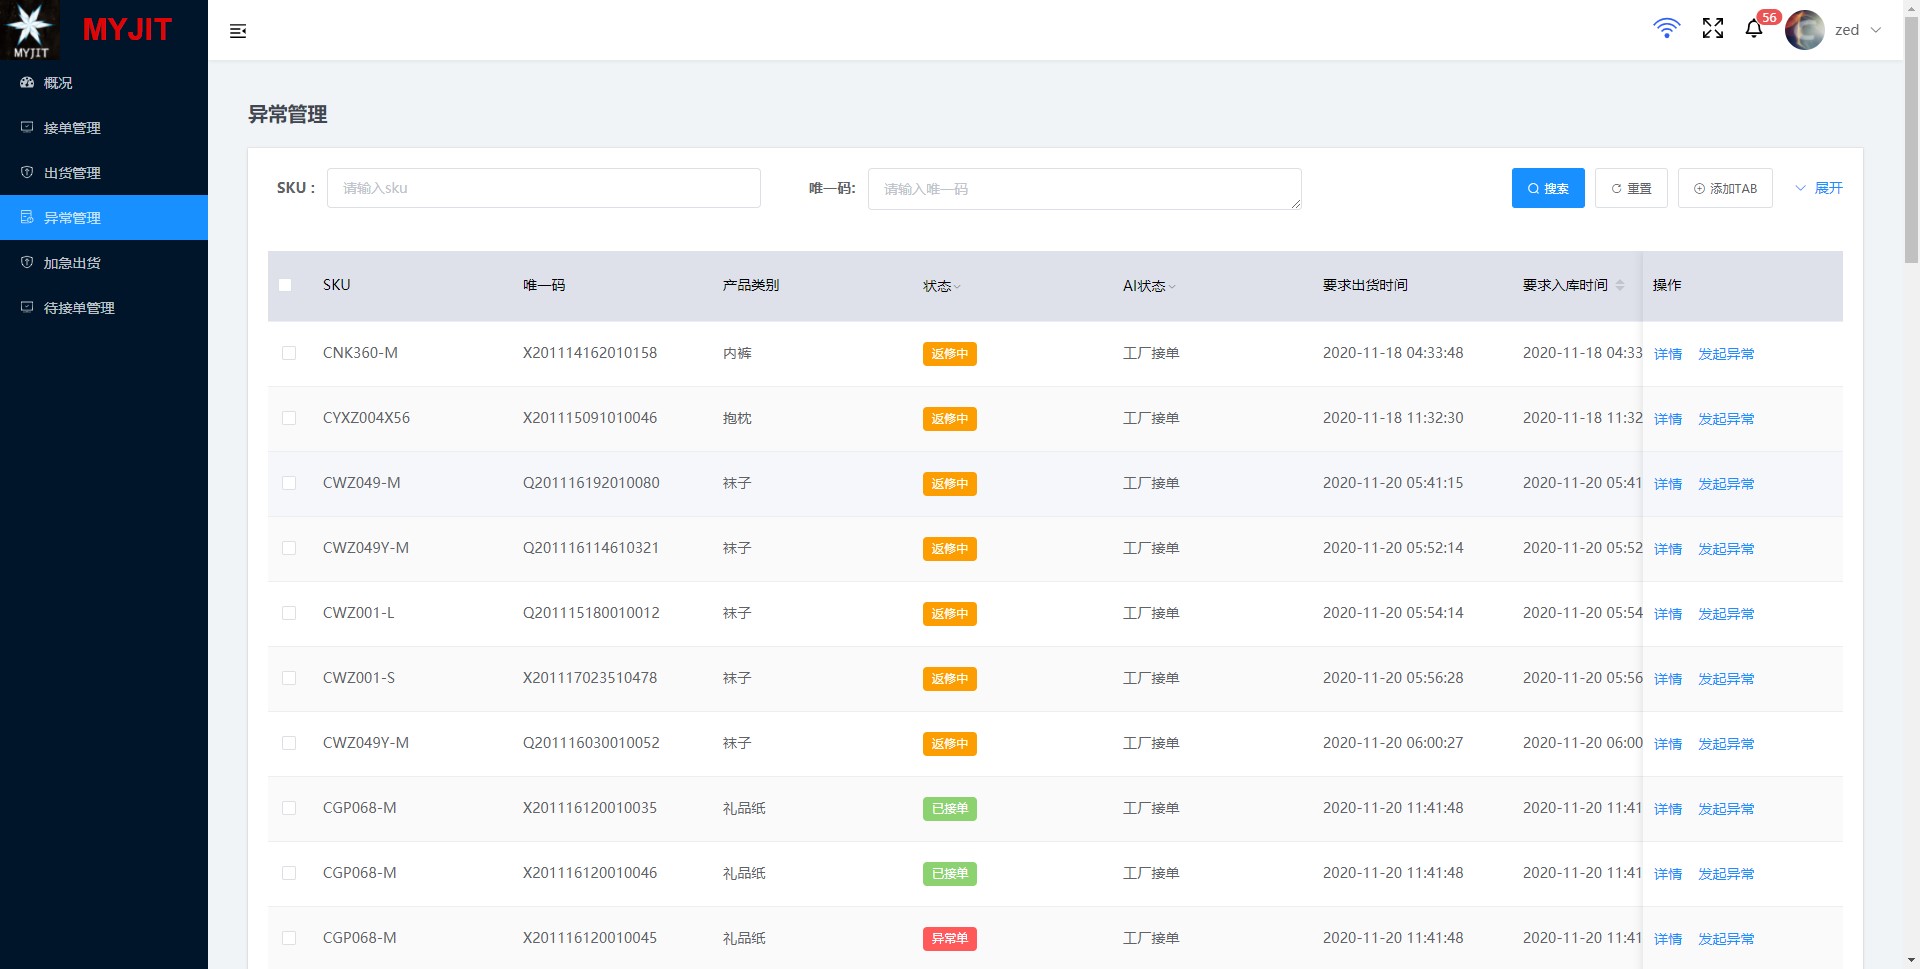 MYJIT
MYJIT
56
zed
概况
接单管理
出货管理
异常管理
加急出货
待接单管理
异常管理
SKU : 请输入sku 唯一码: 请输入唯一码 搜索 重置 添加TAB 展开
SKU 唯一码 产品类别 状态 AI状态 要求出货时间 要求入库时间 操作
CNK360-M X201114162010158 内裤 返修中 工厂接单 2020-11-18 04:33:48 2020-11-18 04:33 详情 发起异常
CYXZ004X56 X201115091010046 抱枕 返修中 工厂接单 2020-11-18 11:32:30 2020-11-18 11:32 详情 发起异常
CWZ049-M Q201116192010080 袜子 返修中 工厂接单 2020-11-20 05:41:15 2020-11-20 05:41 详情 发起异常
CWZ049Y-M Q201116114610321 袜子 返修中 工厂接单 2020-11-20 05:52:14 2020-11-20 05:52 详情 发起异常
CWZ001-L Q201115180010012 袜子 返修中 工厂接单 2020-11-20 05:54:14 2020-11-20 05:54 详情 发起异常
CWZ001-S X201117023510478 袜子 返修中 工厂接单 2020-11-20 05:56:28 2020-11-20 05:56 详情 发起异常
CWZ049Y-M Q201116030010052 袜子 返修中 工厂接单 2020-11-20 06:00:27 2020-11-20 06:00 详情 发起异常
CGP068-M X201116120010035 礼品纸 已接单 工厂接单 2020-11-20 11:41:48 2020-11-20 11:41 详情 发起异常
CGP068-M X201116120010046 礼品纸 已接单 工厂接单 2020-11-20 11:41:48 2020-11-20 11:41 详情 发起异常
CGP068-M X201116120010045 礼品纸 异常单 工厂接单 2020-11-20 11:41:48 2020-11-20 11:41 详情 发起异常